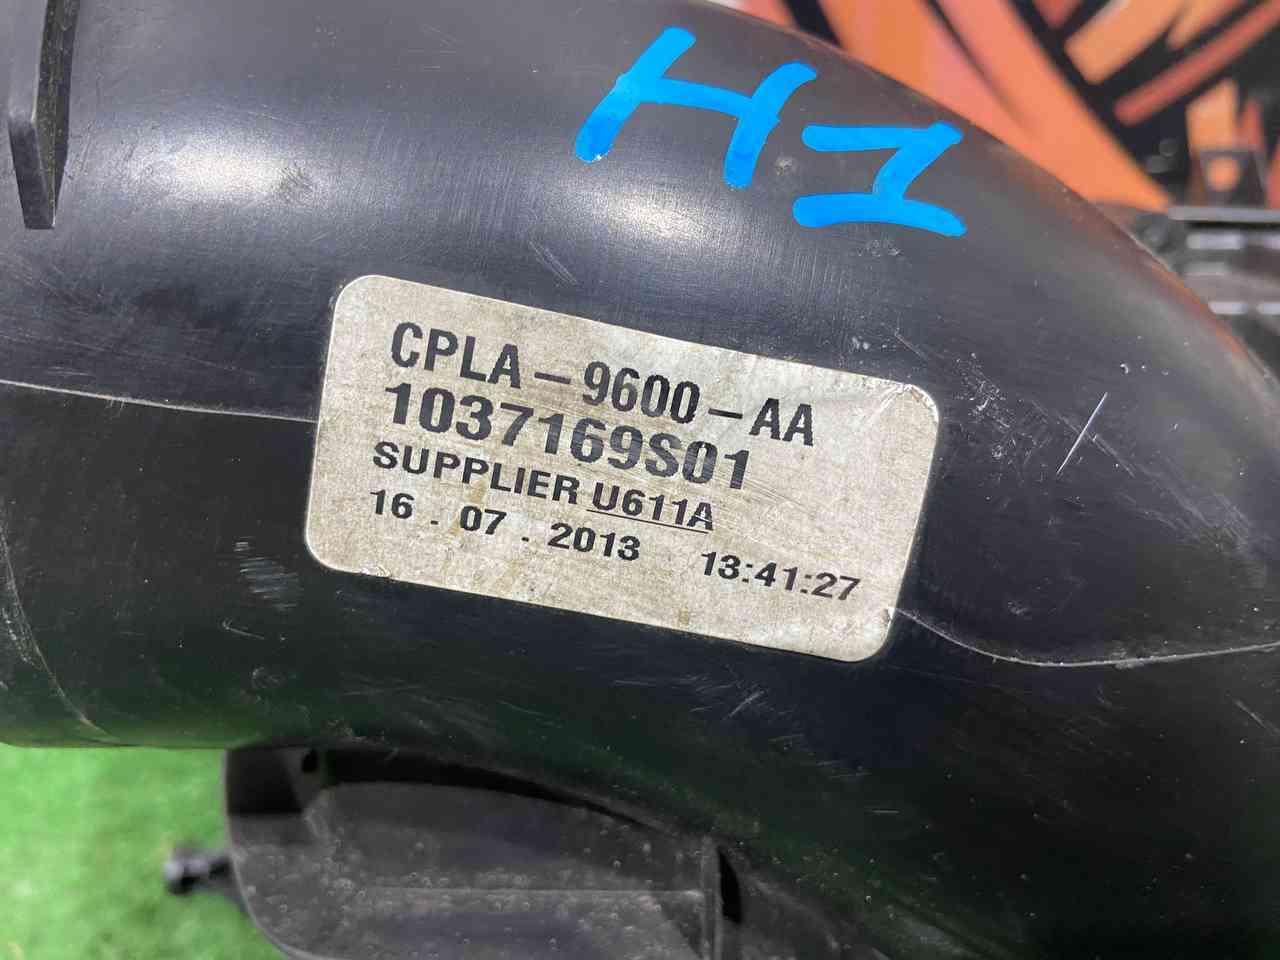 H1
CPLA-9600-AA
1037169S01
SUPPLIER U611A
16.07.2013 13:41:27